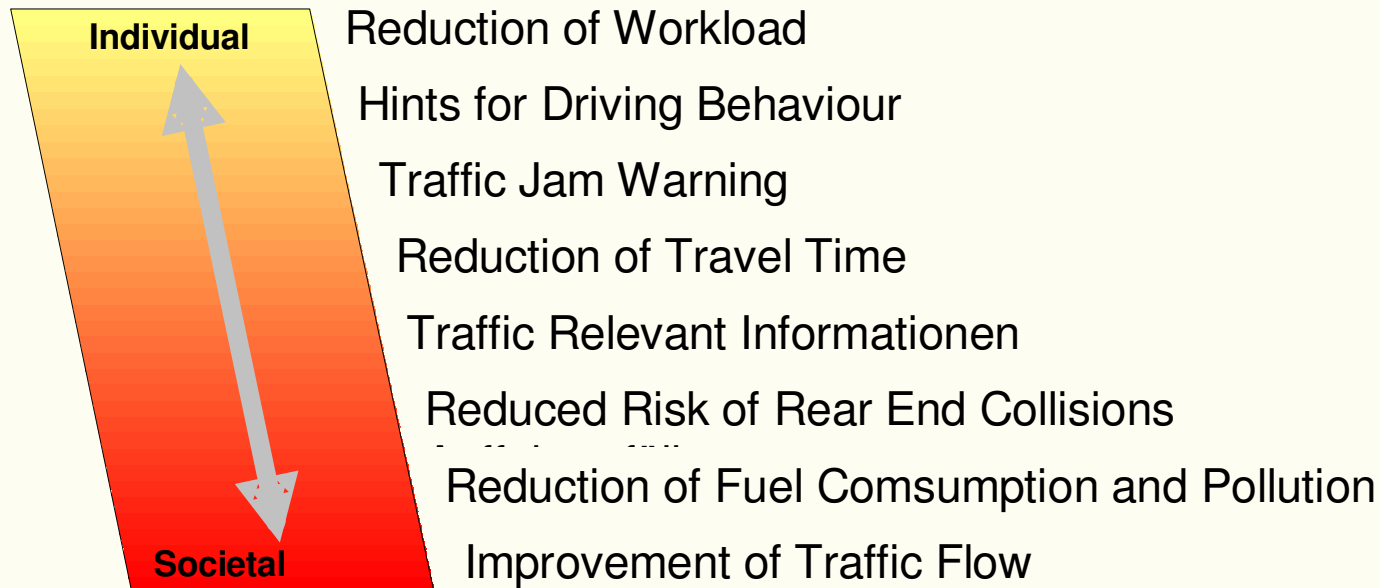 Individual
Reduction of Workload
Hints for Driving Behaviour
Traffic Jam Warning
Reduction of Travel Time
Traffic Relevant Informationen
Reduced Risk of Rear End Collisions
Reduction of Fuel Comsumption and Pollution
Societal
Improvement of Traffic Flow